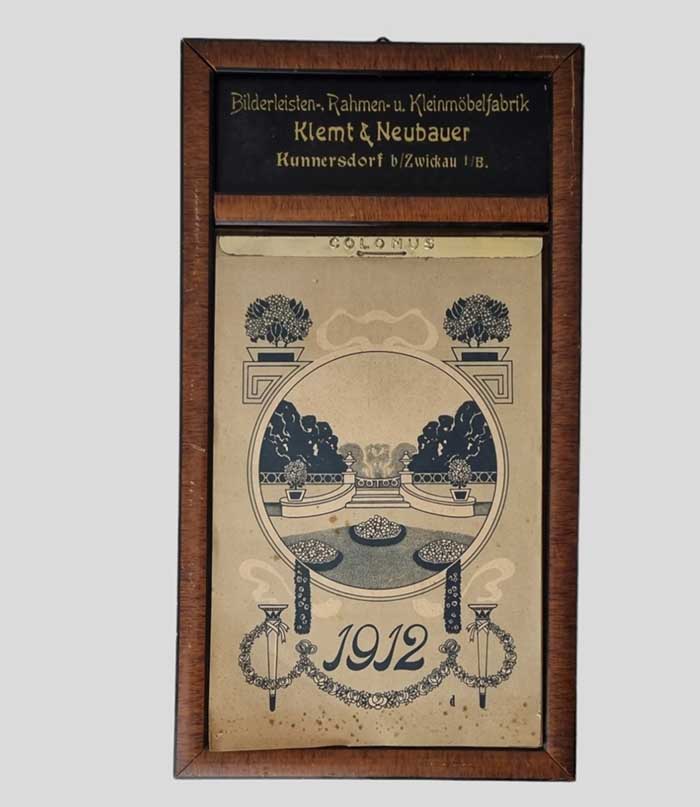 Bilderleisten-, Rahmen- u. Kleinmöbelfabrik
Klemt & Neubauer
Kunnersdorf b/Zwickau i/B.
COLONUS
1912
d